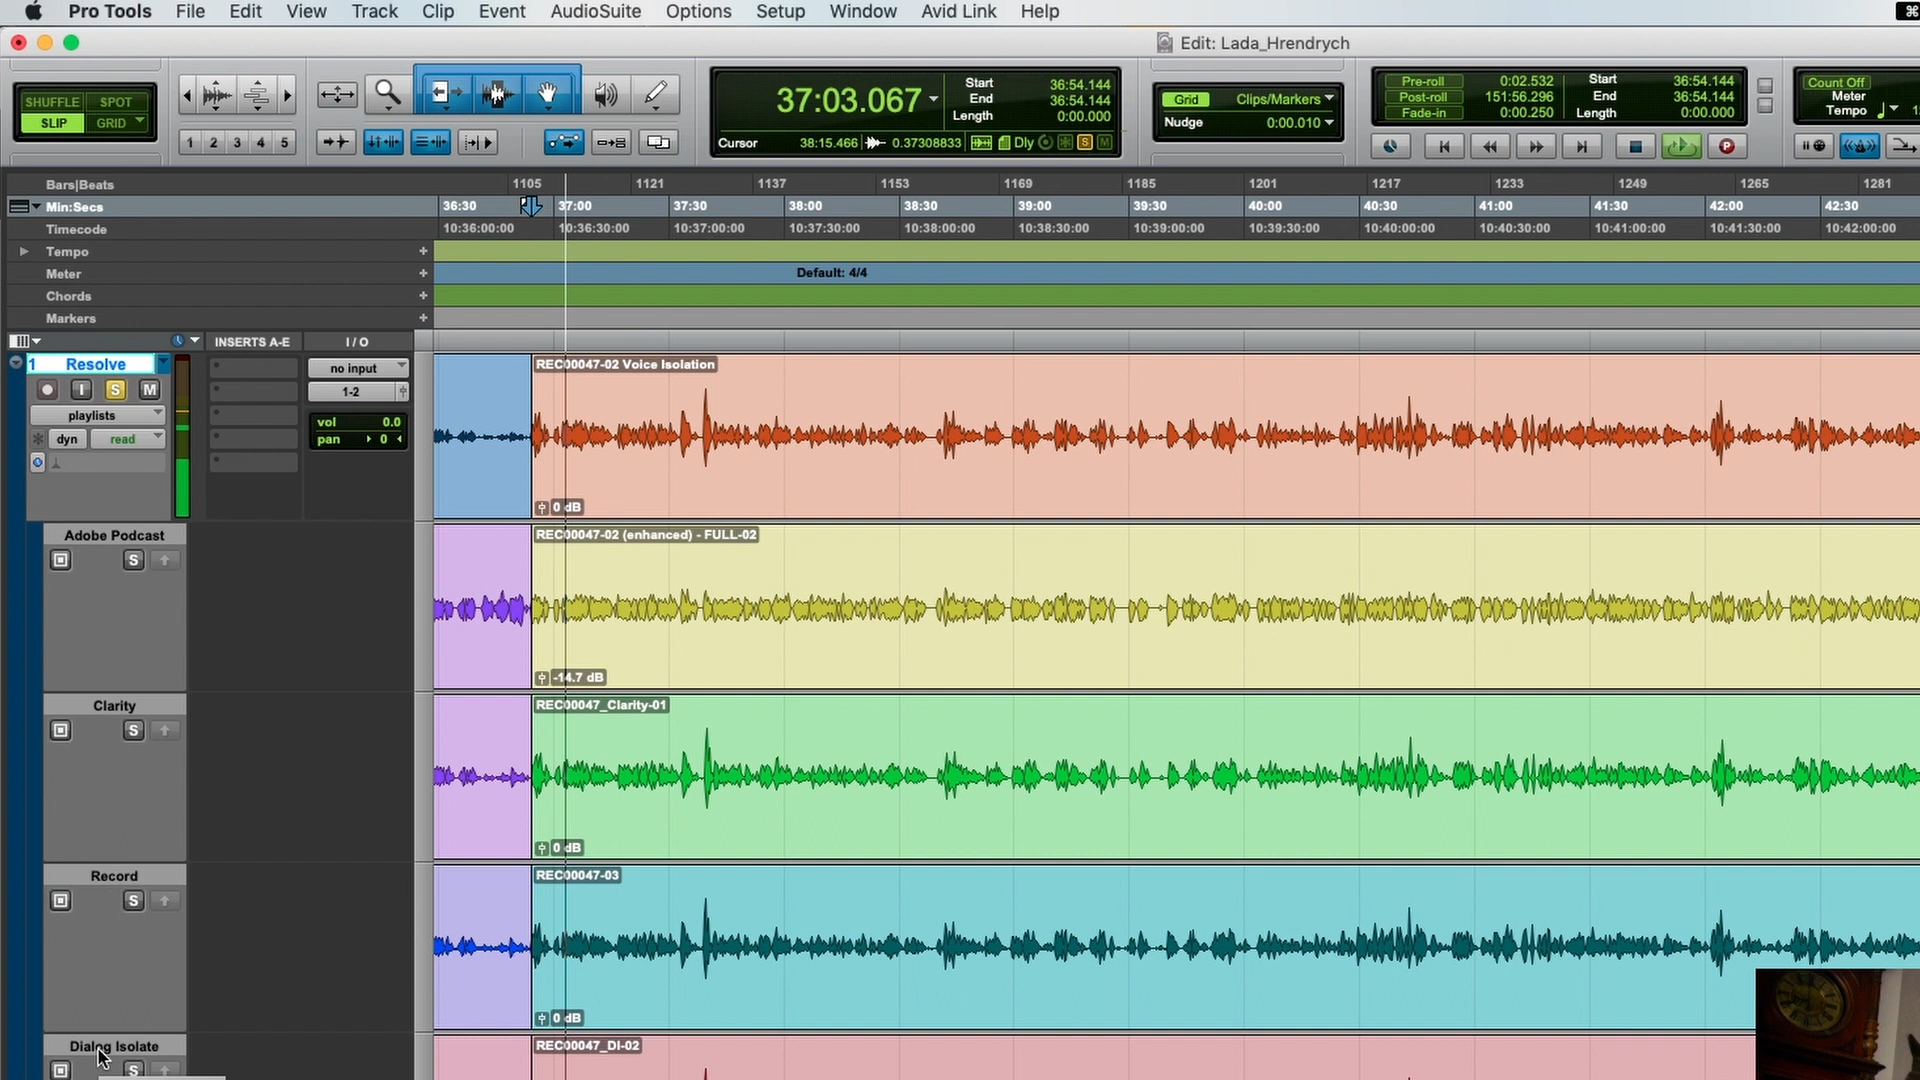 Pro Tools File Edit View Track Clip Event AudioSuite Options Setup Window Avid Link Help
Edit: Lada_Hrendrych
SHUFFLE SPOT
SLIP GRID
1 2 3 4 5
37:03.067
Start 36:54.144
End 36:54.144
Length 0:00.000
Cursor 38:15.466 0.37308833 Dly S M
Grid Clips/Markers
Nudge 0:00.010
Pre-roll 0:02.532
Post-roll 151:56.296
Fade-in 0:00.250
Start 36:54.144
End 36:54.144
Length 0:00.000
Count Off
Meter
Tempo
Bars|Beats 1105 1121 1137 1153 1169 1185 1201 1217 1233 1249 1265 1281
Min:Secs 36:30 37:00 37:30 38:00 38:30 39:00 39:30 40:00 40:30 41:00 41:30 42:00 42:30
Timecode 10:36:00:00 10:36:30:00 10:37:00:00 10:37:30:00 10:38:00:00 10:38:30:00 10:39:00:00 10:39:30:00 10:40:00:00 10:40:30:00 10:41:00:00 10:41:30:00 10:42:00:00
Tempo
Meter Default: 4/4
Chords
Markers
INSERTS A-E I / O
1 Resolve
I S M
playlists
dyn read
no input
1-2
vol 0.0
pan 0
REC00047-02 Voice Isolation
0 dB
Adobe Podcast
S
REC00047-02 (enhanced) - FULL-02
-14.7 dB
Clarity
S
REC00047_Clarity-01
0 dB
Record
S
REC00047-03
0 dB
Dialog Isolate
S
REC00047_DI-02